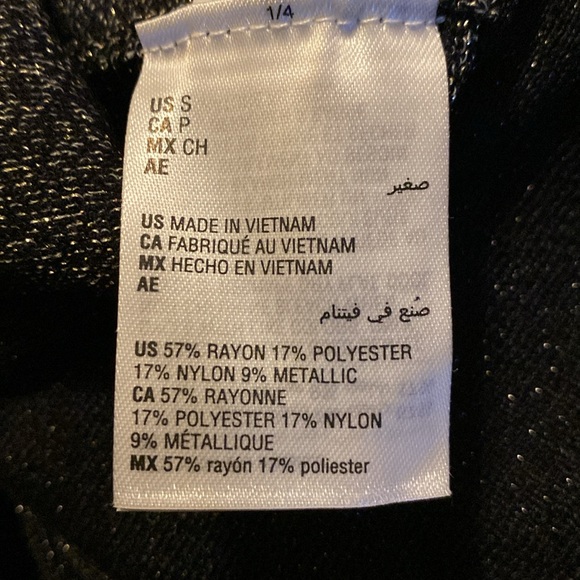 1/4
US S
CA P
MX CH
AE
صغير
US MADE IN VIETNAM
CA FABRIQUÉ AU VIETNAM
MX HECHO EN VIETNAM
AE
صُنع في فيتنام
US 57% RAYON 17% POLYESTER
17% NYLON 9% METALLIC
CA 57% RAYONNE
17% POLYESTER 17% NYLON
9% MÉTALLIQUE
MX 57% rayón 17% poliester